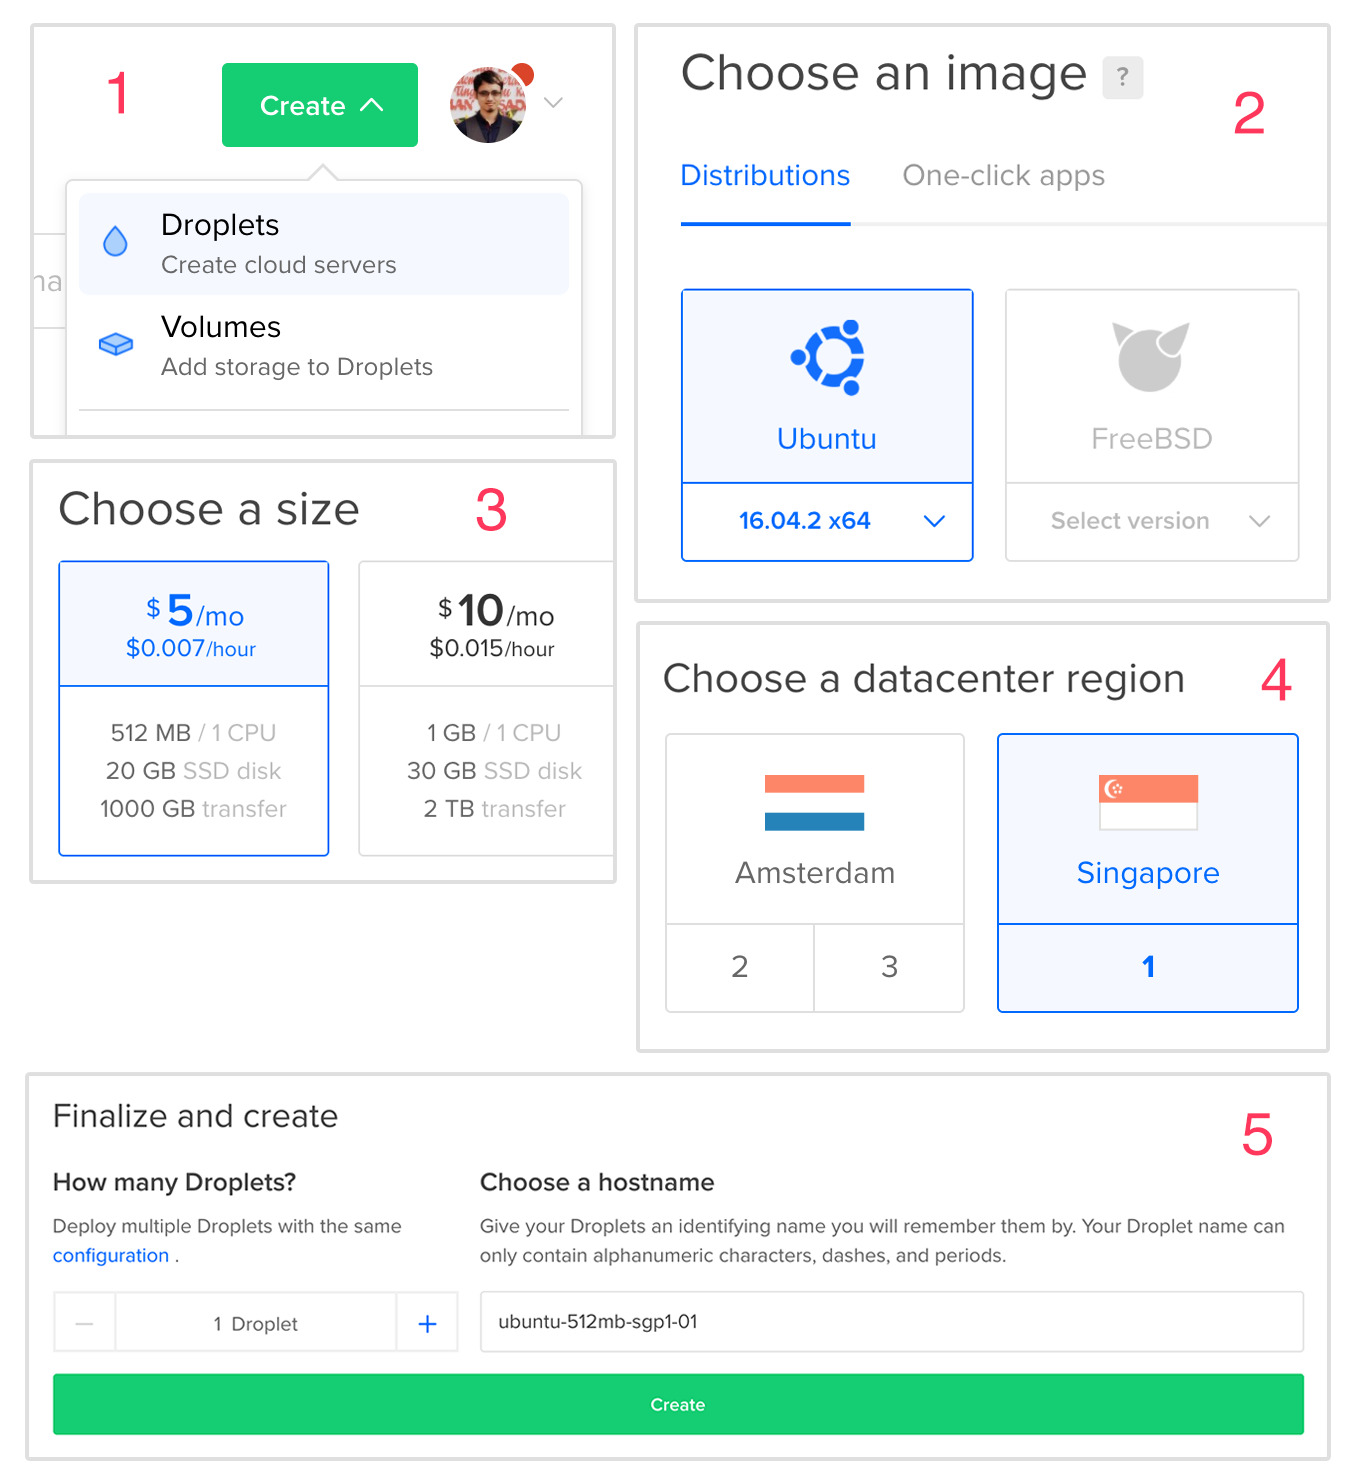 1
Create
Droplets
Create cloud servers
Volumes
Add storage to Droplets
Choose an image ?
2
Distributions One-click apps
Ubuntu
16.04.2 x64
FreeBSD
Select version
Choose a size
3
$ 5/mo
$0.007/hour
512 MB / 1 CPU
20 GB SSD disk
1000 GB transfer
$ 10/mo
$0.015/hour
1 GB / 1 CPU
30 GB SSD disk
2 TB transfer
Choose a datacenter region
4
Amsterdam
2 3
Singapore
1
Finalize and create
5
How many Droplets?
Deploy multiple Droplets with the same
configuration .
1 Droplet
Choose a hostname
Give your Droplets an identifying name you will remember them by. Your Droplet name can
only contain alphanumeric characters, dashes, and periods.
ubuntu-512mb-sgp1-01
Create